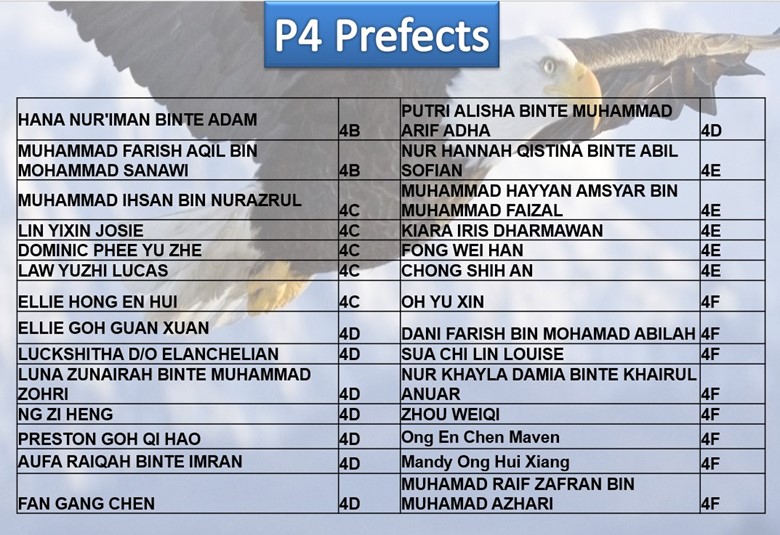 P4 Prefects
HANA NUR'IMAN BINTE ADAM 4B PUTRI ALISHA BINTE MUHAMMAD
ARIF ADHA 4D
MUHAMMAD FARISH AQIL BIN
MOHAMMAD SANAWI 4B NUR HANNAH QISTINA BINTE ABIL
SOFIAN 4E
MUHAMMAD IHSAN BIN NURAZRUL 4C MUHAMMAD HAYYAN AMSYAR BIN
MUHAMMAD FAIZAL 4E
LIN YIXIN JOSIE 4C KIARA IRIS DHARMAWAN 4E
DOMINIC PHEE YU ZHE 4C FONG WEI HAN 4E
LAW YUZHI LUCAS 4C CHONG SHIH AN 4E
ELLIE HONG EN HUI 4C OH YU XIN 4F
ELLIE GOH GUAN XUAN 4D DANI FARISH BIN MOHAMAD ABILAH 4F
LUCKSHITHA D/O ELANCHELIAN 4D SUA CHI LIN LOUISE 4F
LUNA ZUNAIRAH BINTE MUHAMMAD
ZOHRI 4D NUR KHAYLA DAMIA BINTE KHAIRUL
ANUAR 4F
NG ZI HENG 4D ZHOU WEIQI 4F
PRESTON GOH QI HAO 4D Ong En Chen Maven 4F
AUFA RAIQAH BINTE IMRAN 4D Mandy Ong Hui Xiang 4F
FAN GANG CHEN 4D MUHAMAD RAIF ZAFRAN BIN
MUHAMAD AZHARI 4F